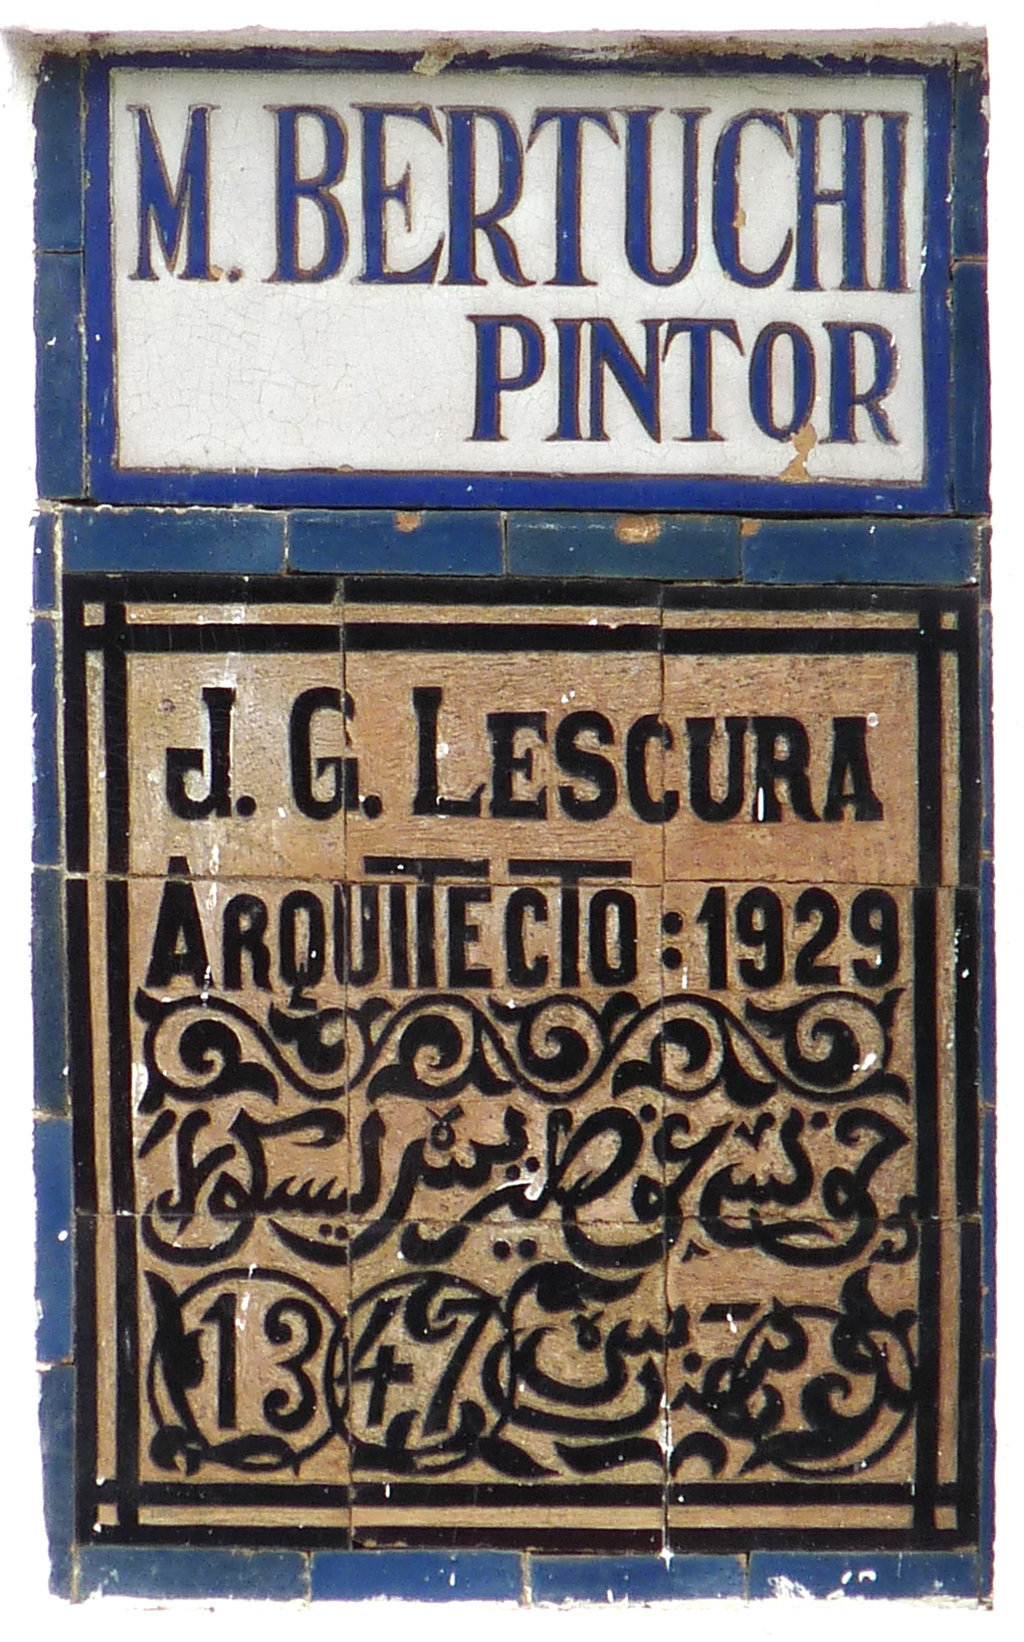 M. BERTUCHI
PINTOR
J. G. LESCURA
ARQUITECTO : 1929
مهندس
1347